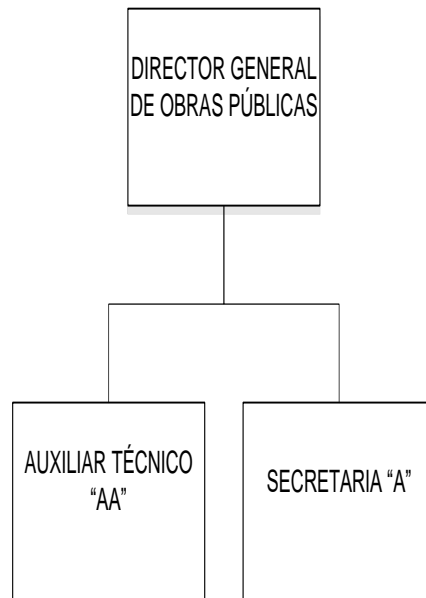 DIRECTOR GENERAL
DE OBRAS PÚBLICAS
AUXILIAR TÉCNICO
“AA”
SECRETARIA “A”